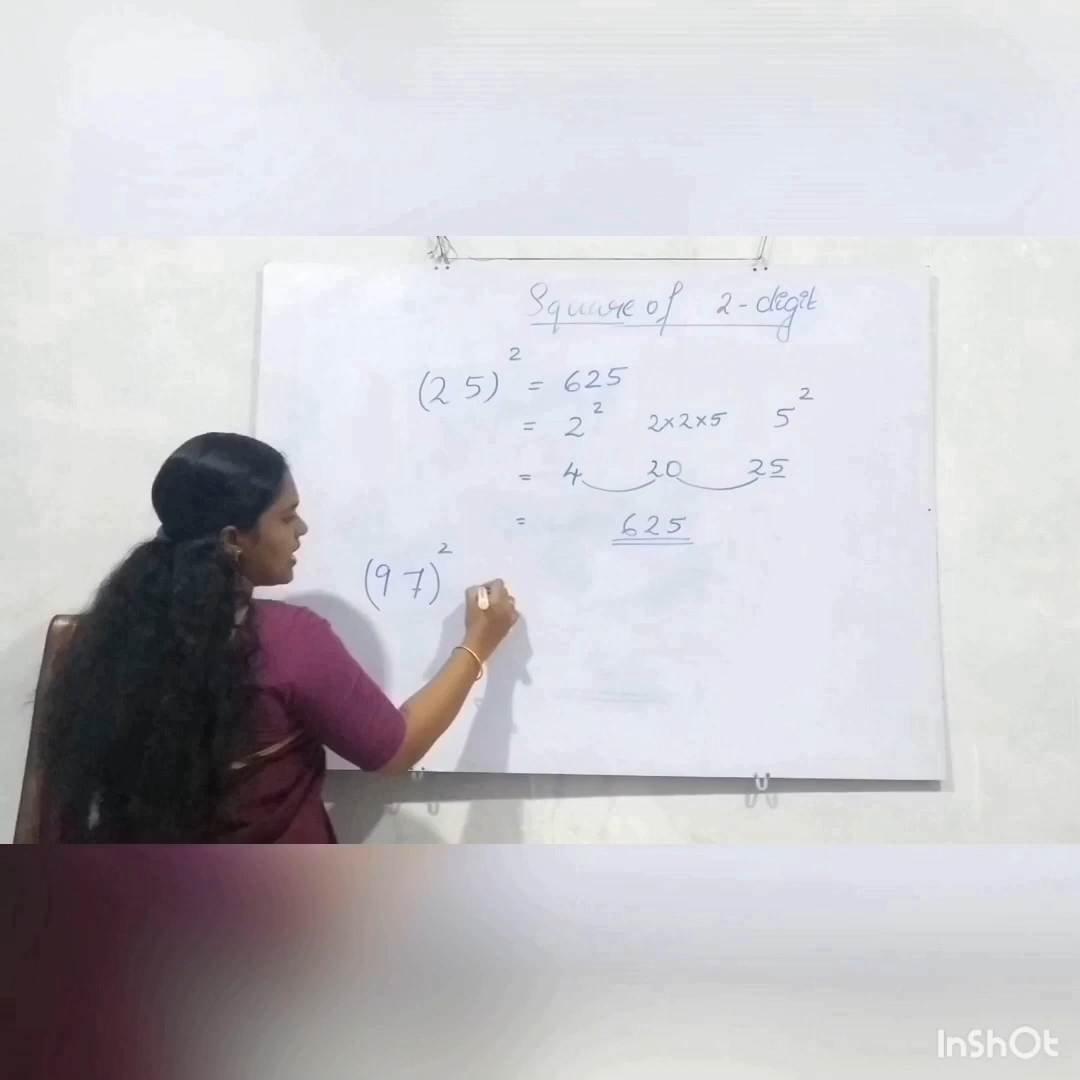 Square of 2-digit
(25)² = 625
= 2² 2×2×5 5²
= 4 20 25
= 625
(97)²
InShOt